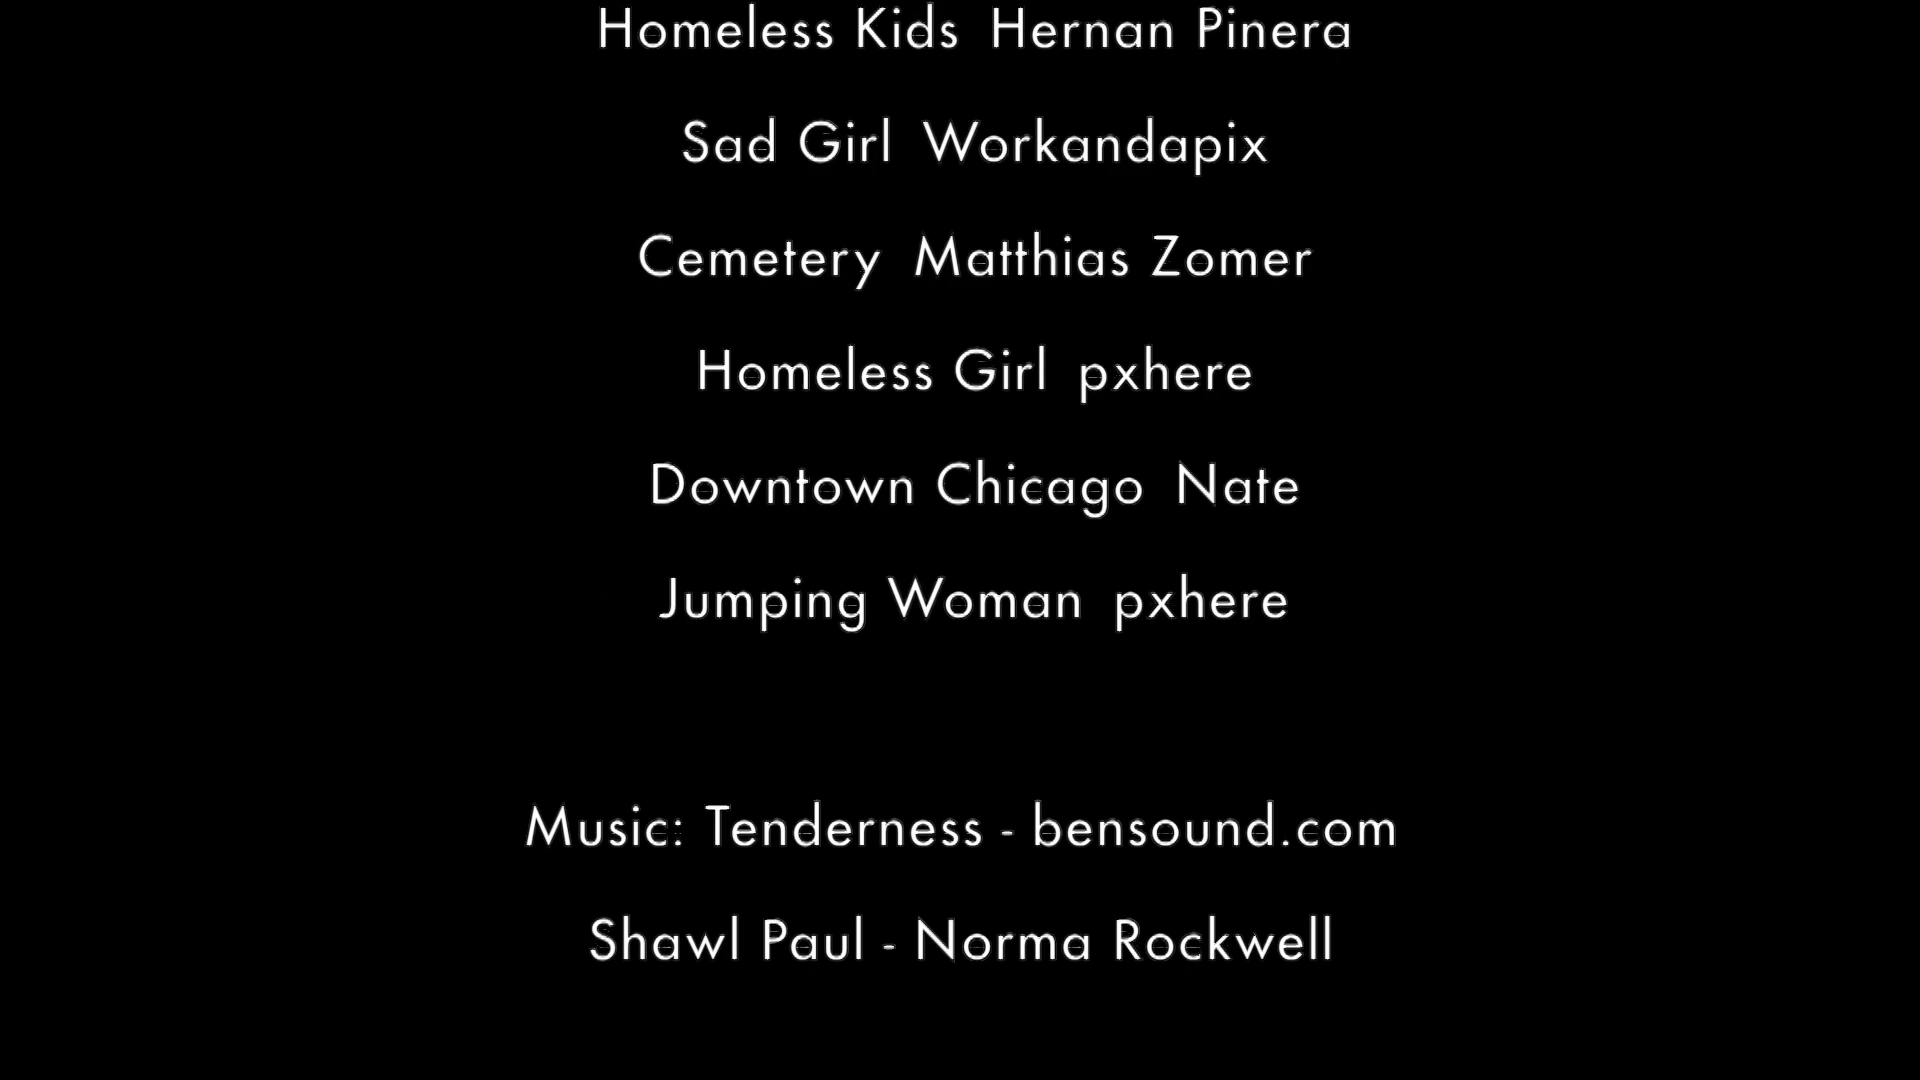 Homeless Kids Hernan Pinera
Sad Girl Workandapix
Cemetery Matthias Zomer
Homeless Girl pxhere
Downtown Chicago Nate
Jumping Woman pxhere
Music: Tenderness - bensound.com
Shawl Paul - Norma Rockwell